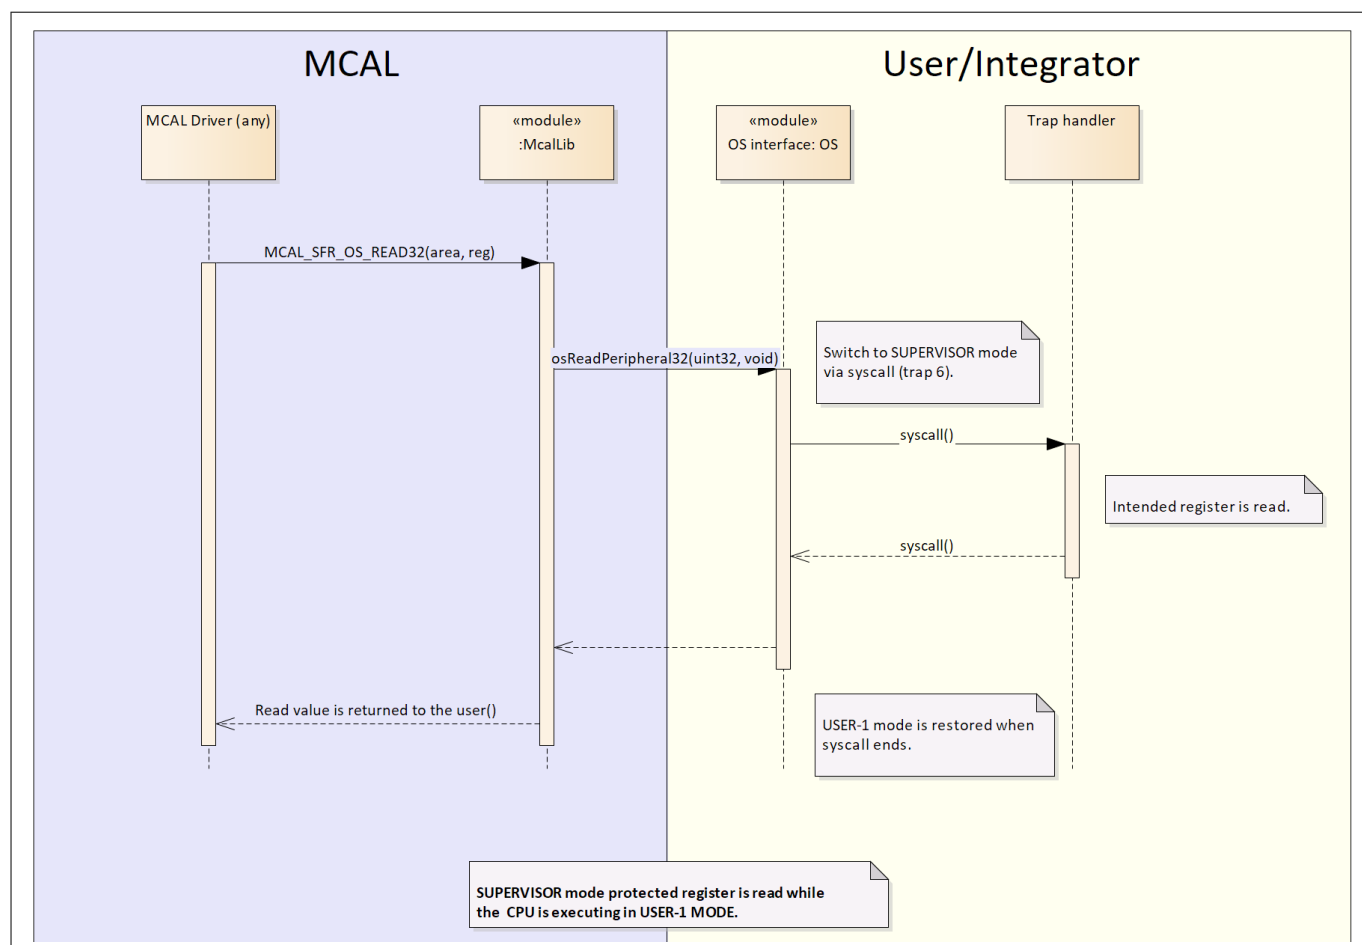 MCAL
User/Integrator
MCAL Driver (any)
«module»
:McalLib
«module»
OS interface: OS
Trap handler
MCAL_SFR_OS_READ32(area, reg)
osReadPeripheral32(uint32, void)
Switch to SUPERVISOR mode
via syscall (trap 6).
syscall()
Intended register is read.
syscall()
Read value is returned to the user()
USER-1 mode is restored when
syscall ends.
SUPERVISOR mode protected register is read while
the CPU is executing in USER-1 MODE.